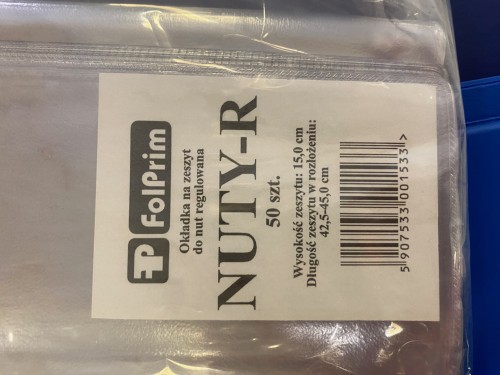 FP FolPrim
Okładka na zeszyt
do nut regulowana
NUTY-R
50 szt.
Wysokość zeszytu: 15,0 cm
Długość zeszytu w rozłożeniu:
42,5-45,0 cm
5 907533 001533 >